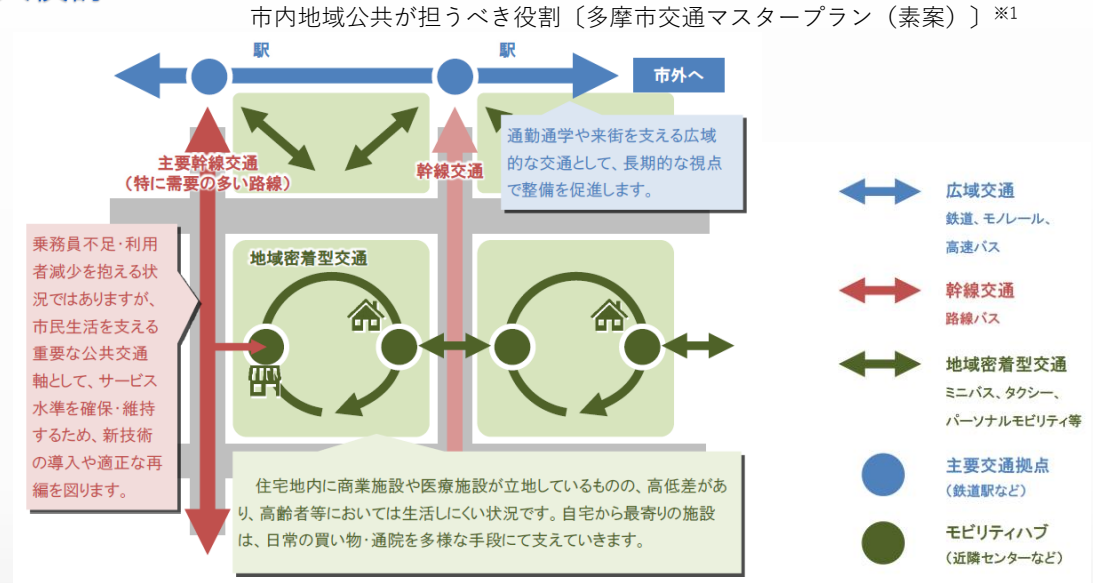 市内地域公共が担うべき役割〔多摩市交通マスタープラン（素案）〕※1
駅
駅
市外へ
主要幹線交通
（特に需要の多い路線）
幹線交通
通勤通学や来街を支える広域
的な交通として、長期的な視点
で整備を促進します。
乗務員不足・利用
者減少を抱える状
況ではありますが、
市民生活を支える
重要な公共交通
軸として、サービス
水準を確保・維持
するため、新技術
の導入や適正な再
編を図ります。
地域密着型交通
住宅地内に商業施設や医療施設が立地しているものの、高低差があ
り、高齢者等においては生活しにくい状況です。自宅から最寄りの施設
は、日常の買い物・通院を多様な手段にて支えていきます。
広域交通
鉄道、モノレール、
高速バス
幹線交通
路線バス
地域密着型交通
ミニバス、タクシー、
パーソナルモビリティ等
主要交通拠点
（鉄道駅など）
モビリティハブ
（近隣センターなど）